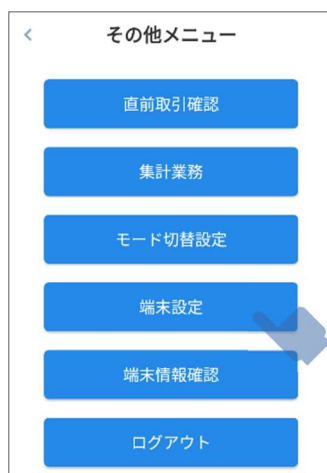 その他メニュー
直前取引確認
集計業務
モード切替設定
端末設定
端末情報確認
ログアウト